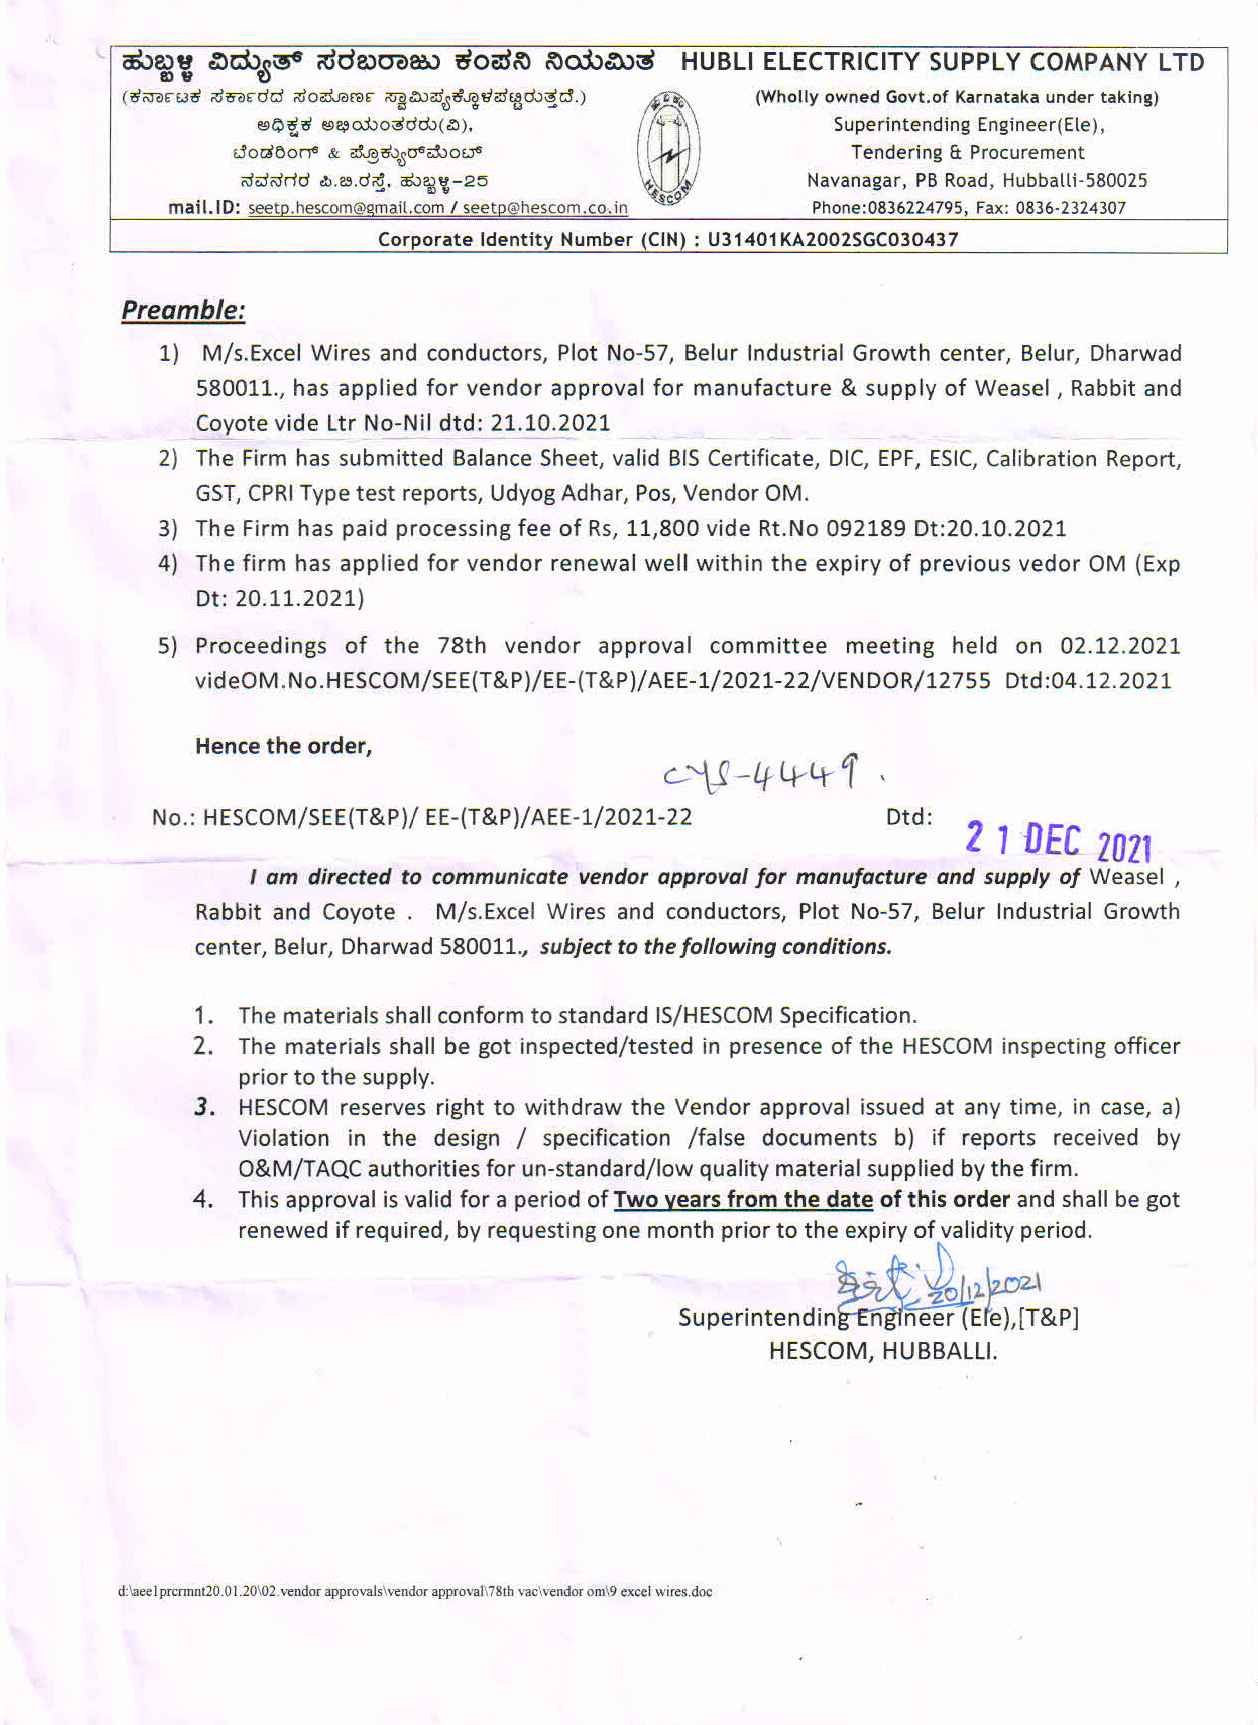 ಹುಬ್ಬಳ್ಳಿ ವಿದ್ಯುತ್ ಸರಬರಾಜು ಕಂಪನಿ ನಿಯಮಿತ HUBLI ELECTRICITY SUPPLY COMPANY LTD
(ಕರ್ನಾಟಕ ಸರ್ಕಾರದ ಸಂಪೂರ್ಣ ಸ್ವಾಮ್ಯಕ್ಕೊಳಪಟ್ಟಿರುತ್ತದೆ.) (Wholly owned Govt.of Karnataka under taking)
ಅಧಿಕ್ಷಕ ಅಭಿಯಂತರರು(ವಿ), Superintending Engineer(Ele),
ಟೆಂಡರಿಂಗ್ & ಪ್ರೊಕ್ಯುರ್‌ಮೆಂಟ್ Tendering & Procurement
ನವನಗರ ಪಿ.ಬಿ.ರಸ್ತೆ, ಹುಬ್ಬಳ್ಳಿ-25 Navanagar, PB Road, Hubballi-580025
mail.ID: seetp.hescom@gmail.com / seetp@hescom.co.in Phone:0836224795, Fax: 0836-2324307
HESCOM
Corporate Identity Number (CIN) : U31401KA2002SGC030437
Preamble:
1) M/s.Excel Wires and conductors, Plot No-57, Belur Industrial Growth center, Belur, Dharwad
580011., has applied for vendor approval for manufacture & supply of Weasel , Rabbit and
Coyote vide Ltr No-Nil dtd: 21.10.2021
2) The Firm has submitted Balance Sheet, valid BIS Certificate, DIC, EPF, ESIC, Calibration Report,
GST, CPRI Type test reports, Udyog Adhar, Pos, Vendor OM.
3) The Firm has paid processing fee of Rs, 11,800 vide Rt.No 092189 Dt:20.10.2021
4) The firm has applied for vendor renewal well within the expiry of previous vedor OM (Exp
Dt: 20.11.2021)
5) Proceedings of the 78th vendor approval committee meeting held on 02.12.2021
videOM.No.HESCOM/SEE(T&P)/EE-(T&P)/AEE-1/2021-22/VENDOR/12755 Dtd:04.12.2021
Hence the order,
CYS-4449.
No.: HESCOM/SEE(T&P)/ EE-(T&P)/AEE-1/2021-22 Dtd: 21 DEC 2021
I am directed to communicate vendor approval for manufacture and supply of Weasel ,
Rabbit and Coyote . M/s.Excel Wires and conductors, Plot No-57, Belur Industrial Growth
center, Belur, Dharwad 580011., subject to the following conditions.
1. The materials shall conform to standard IS/HESCOM Specification.
2. The materials shall be got inspected/tested in presence of the HESCOM inspecting officer
prior to the supply.
3. HESCOM reserves right to withdraw the Vendor approval issued at any time, in case, a)
Violation in the design / specification /false documents b) if reports received by
O&M/TAQC authorities for un-standard/low quality material supplied by the firm.
4. This approval is valid for a period of Two years from the date of this order and shall be got
renewed if required, by requesting one month prior to the expiry of validity period.
20/12/2021
Superintending Engineer (Ele),[T&P]
HESCOM, HUBBALLI.
d:\aee1prcrmnt20.01.20\02.vendor approvals\vendor approval\78th vac\vendor om\9 excel wires.doc